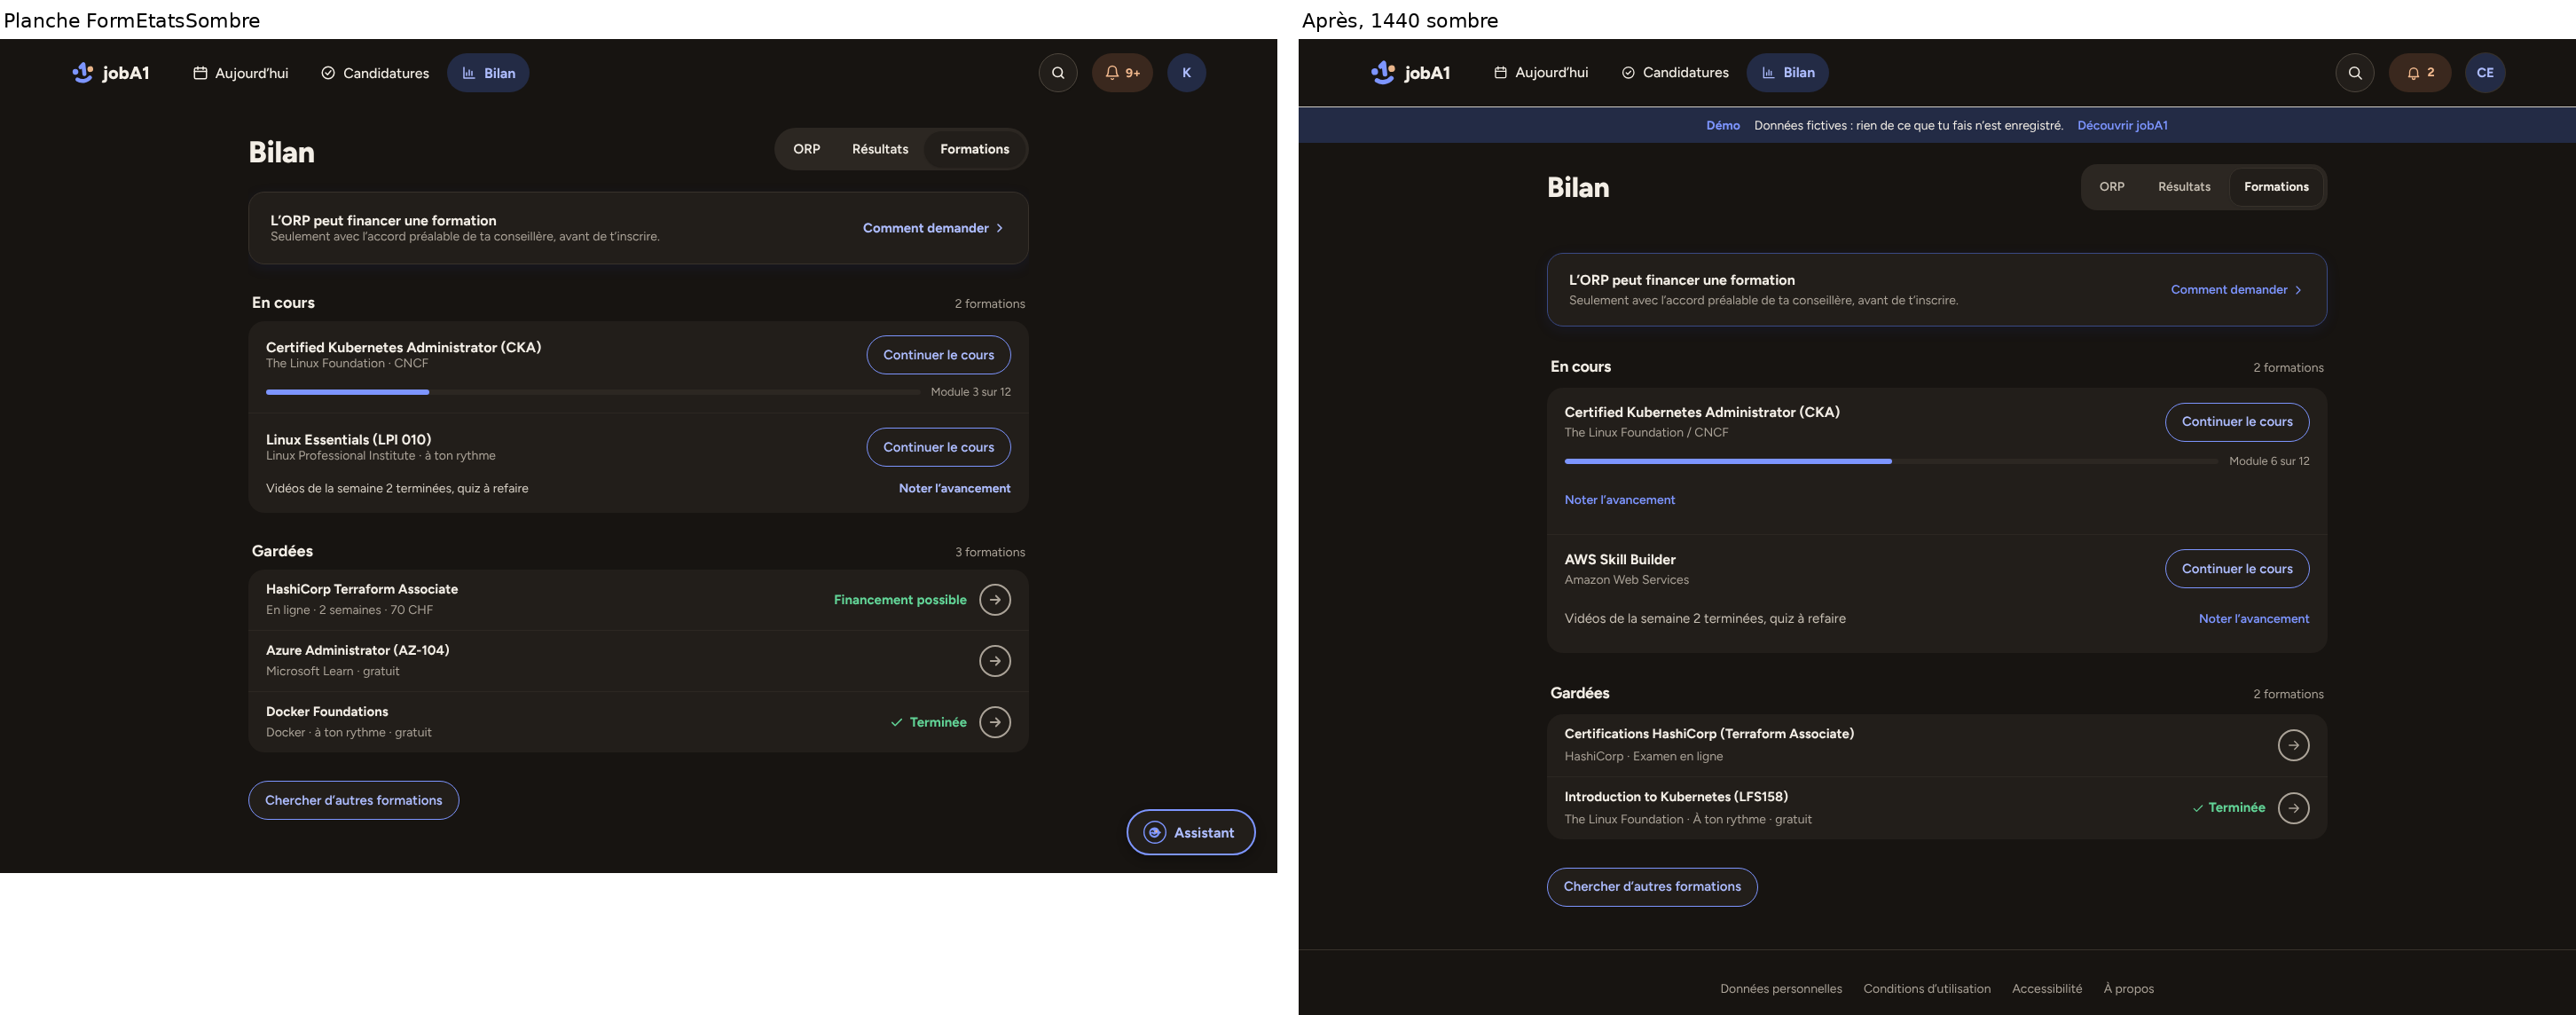 Planche FormEtatsSombre
jobA1 Aujourd’hui Candidatures Bilan 9+ K
Bilan ORP Résultats Formations
L’ORP peut financer une formation
Seulement avec l’accord préalable de ta conseillère, avant de t’inscrire.
Comment demander
En cours 2 formations
Certified Kubernetes Administrator (CKA)
The Linux Foundation · CNCF
Continuer le cours
Module 3 sur 12
Linux Essentials (LPI 010)
Linux Professional Institute · à ton rythme
Continuer le cours
Vidéos de la semaine 2 terminées, quiz à refaire Noter l’avancement
Gardées 3 formations
HashiCorp Terraform Associate
En ligne · 2 semaines · 70 CHF
Financement possible
Azure Administrator (AZ-104)
Microsoft Learn · gratuit
Docker Foundations
Docker · à ton rythme · gratuit
Terminée
Chercher d’autres formations
Assistant
Après, 1440 sombre
jobA1 Aujourd’hui Candidatures Bilan 2 CE
Démo Données fictives : rien de ce que tu fais n’est enregistré. Découvrir jobA1
Bilan ORP Résultats Formations
L’ORP peut financer une formation
Seulement avec l’accord préalable de ta conseillère, avant de t’inscrire.
Comment demander
En cours 2 formations
Certified Kubernetes Administrator (CKA)
The Linux Foundation / CNCF
Continuer le cours
Module 6 sur 12
Noter l’avancement
AWS Skill Builder
Amazon Web Services
Continuer le cours
Vidéos de la semaine 2 terminées, quiz à refaire Noter l’avancement
Gardées 2 formations
Certifications HashiCorp (Terraform Associate)
HashiCorp · Examen en ligne
Introduction to Kubernetes (LFS158)
The Linux Foundation · À ton rythme · gratuit
Terminée
Chercher d’autres formations
Données personnelles Conditions d’utilisation Accessibilité À propos